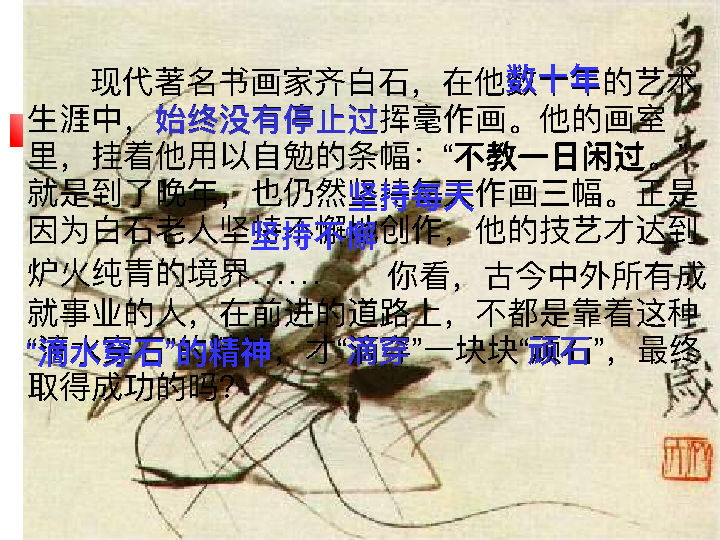 现代著名书画家齐白石，在他数十年的艺术
生涯中，始终没有停止过挥毫作画。他的画室
里，挂着他用以自勉的条幅：“不教一日闲过。
就是到了晚年，也仍然坚持每天作画三幅。正是
因为白石老人坚持不懈地创作，他的技艺才达到
炉火纯青的境界……　　你看，古今中外所有成
就事业的人，在前进的道路上，不都是靠着这种
“滴水穿石”的精神，才“滴穿”一块块“顽石”，最终
取得成功的吗？
白石老人